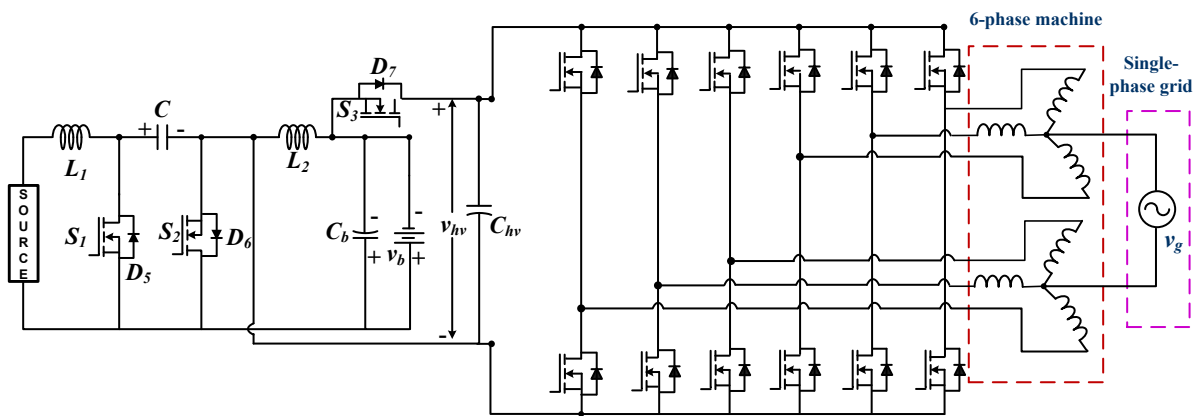 6-phase machine
Single-
phase grid
D7
S3
C
+ -
+
L1
L2
SOURCE
S1
D5
S2
D6
Cb
-
+
-
vb
+
vhv
Chv
-
vg